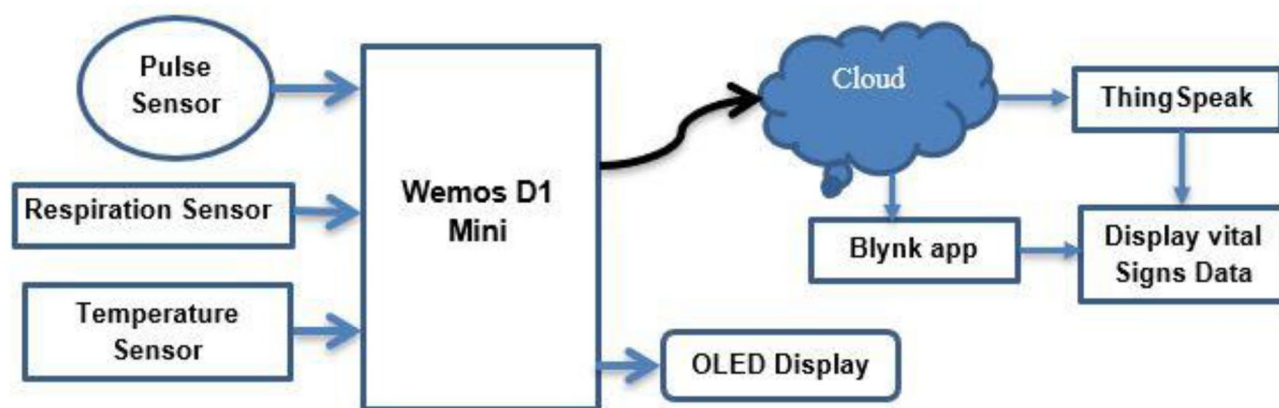 Pulse
Sensor
Respiration Sensor
Temperature
Sensor
Wemos D1
Mini
Cloud
ThingSpeak
Blynk app
Display vital
Signs Data
OLED Display